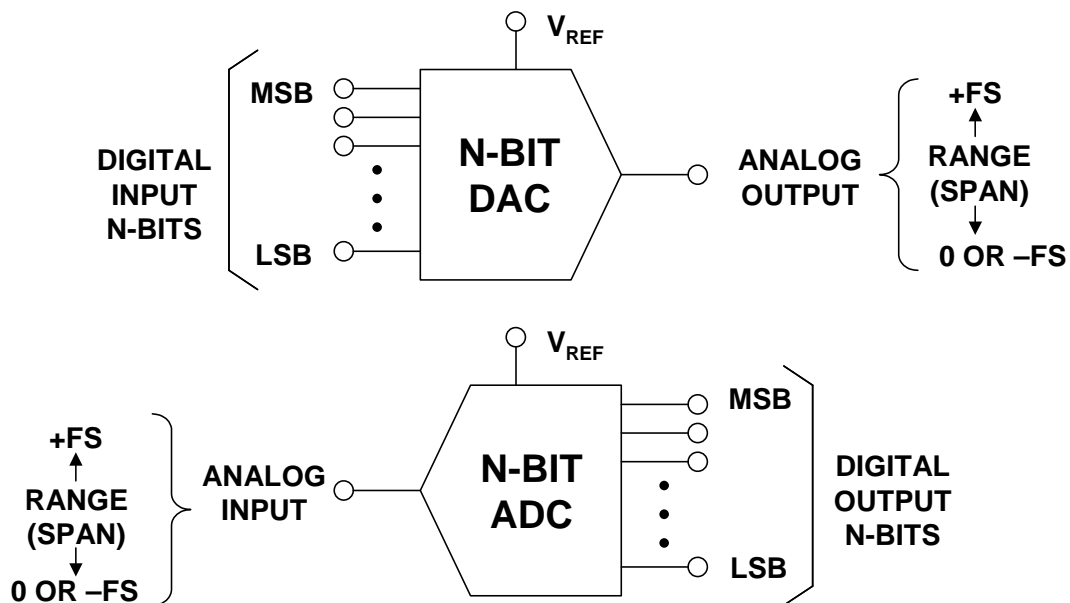 V_REF
MSB
DIGITAL
INPUT
N-BITS
LSB
N-BIT
DAC
ANALOG
OUTPUT
+FS
RANGE
(SPAN)
0 OR –FS
V_REF
+FS
RANGE
(SPAN)
0 OR –FS
ANALOG
INPUT
N-BIT
ADC
MSB
LSB
DIGITAL
OUTPUT
N-BITS